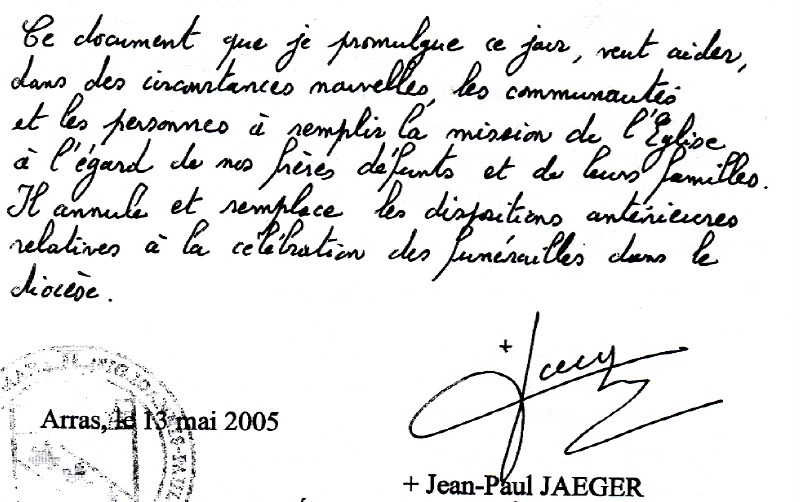 Ce document que je promulgue ce jour, veut aider,
dans des circonstances nouvelles, les communautés
et les personnes à remplir la mission de l'Église
à l'égard de nos frères défunts et de leurs familles.
Il annule et remplace les dispositions antérieures
relatives à la célébration des funérailles dans le
diocèse.
Arras, le 13 mai 2005
+ Jean-Paul JAEGER